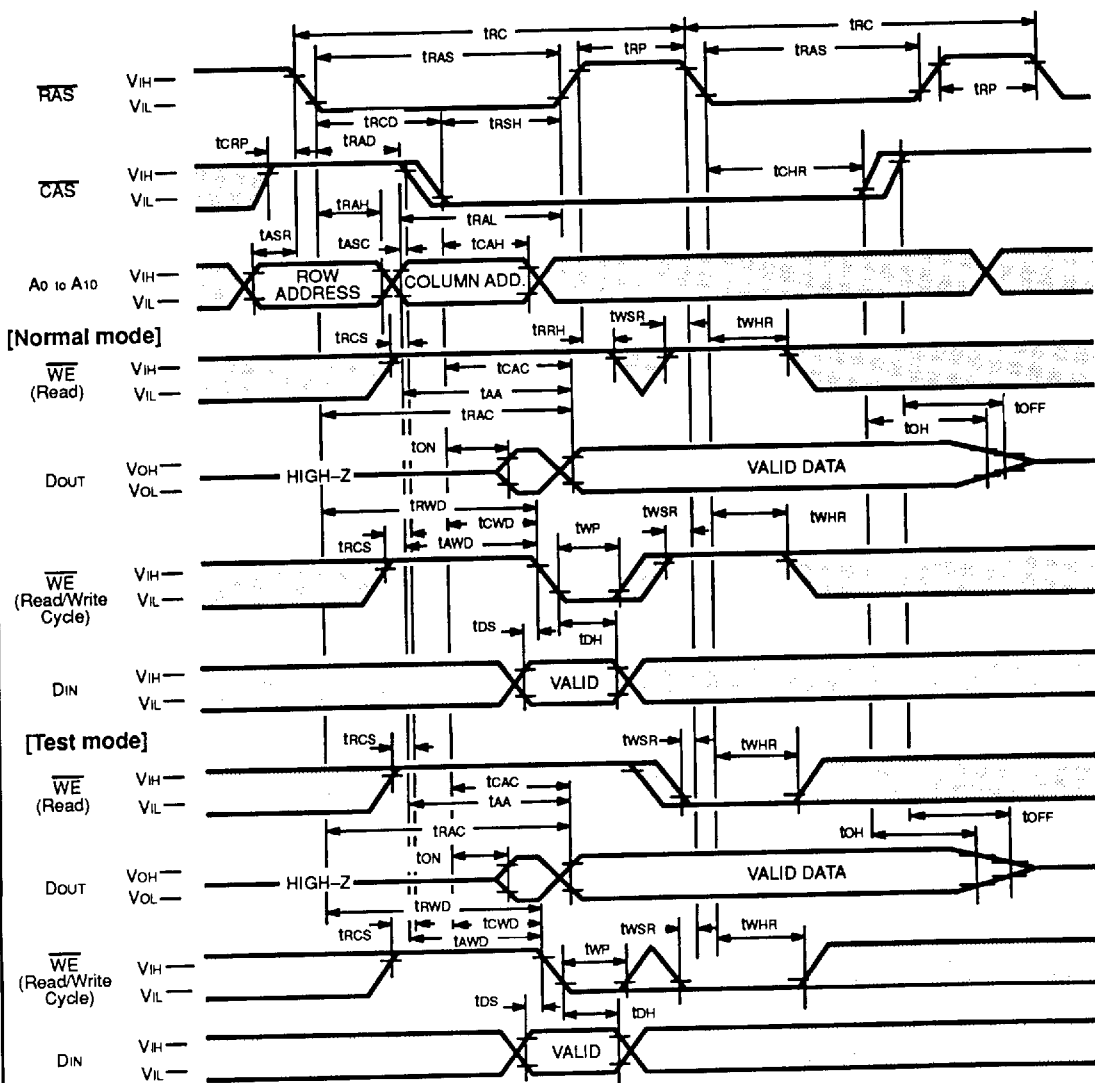 tRC tRC
tRAS tRP tRAS
RAS VIH
VIL
tRP
tRCD tRSH
tCRP tRAD
CAS VIH
VIL
tCHR
tRAH tRAL
tASR tASC tCAH
A0 to A10 VIH
VIL
ROW ADDRESS COLUMN ADD.
[Normal mode]
tRCS tRRH tWSR tWHR
WE (Read) VIH
VIL
tCAC
tAA
tRAC
tOFF
tOH
tON
DOUT VOH
VOL
HIGH–Z VALID DATA
tRWD
tCWD tWP tWSR tWHR
tRCS tAWD
WE (Read/Write Cycle) VIH
VIL
tDS tDH
DIN VIH
VIL
VALID
[Test mode]
tRCS tWSR tWHR
WE (Read) VIH
VIL
tCAC
tAA
tRAC
tOFF
tOH
tON
DOUT VOH
VOL
HIGH–Z VALID DATA
tRWD
tCWD tWSR tWHR
tRCS tAWD tWP
WE (Read/Write Cycle) VIH
VIL
tDS tDH
DIN VIH
VIL
VALID